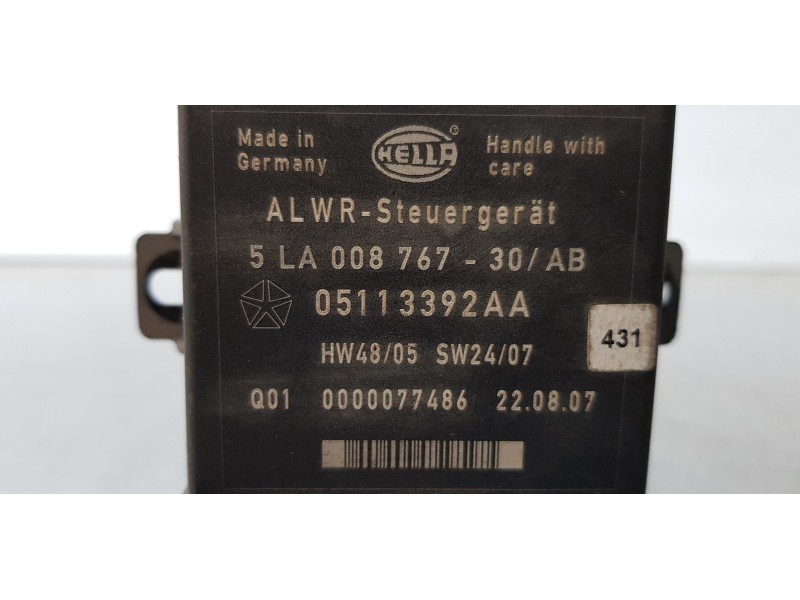 Made in
Germany
HELLA
®
Handle with
care
ALWR-Steuergerät
5 LA 008 767 - 30/AB
05113392AA
HW48/05 SW24/07
431
Q01 0000077486 22.08.07